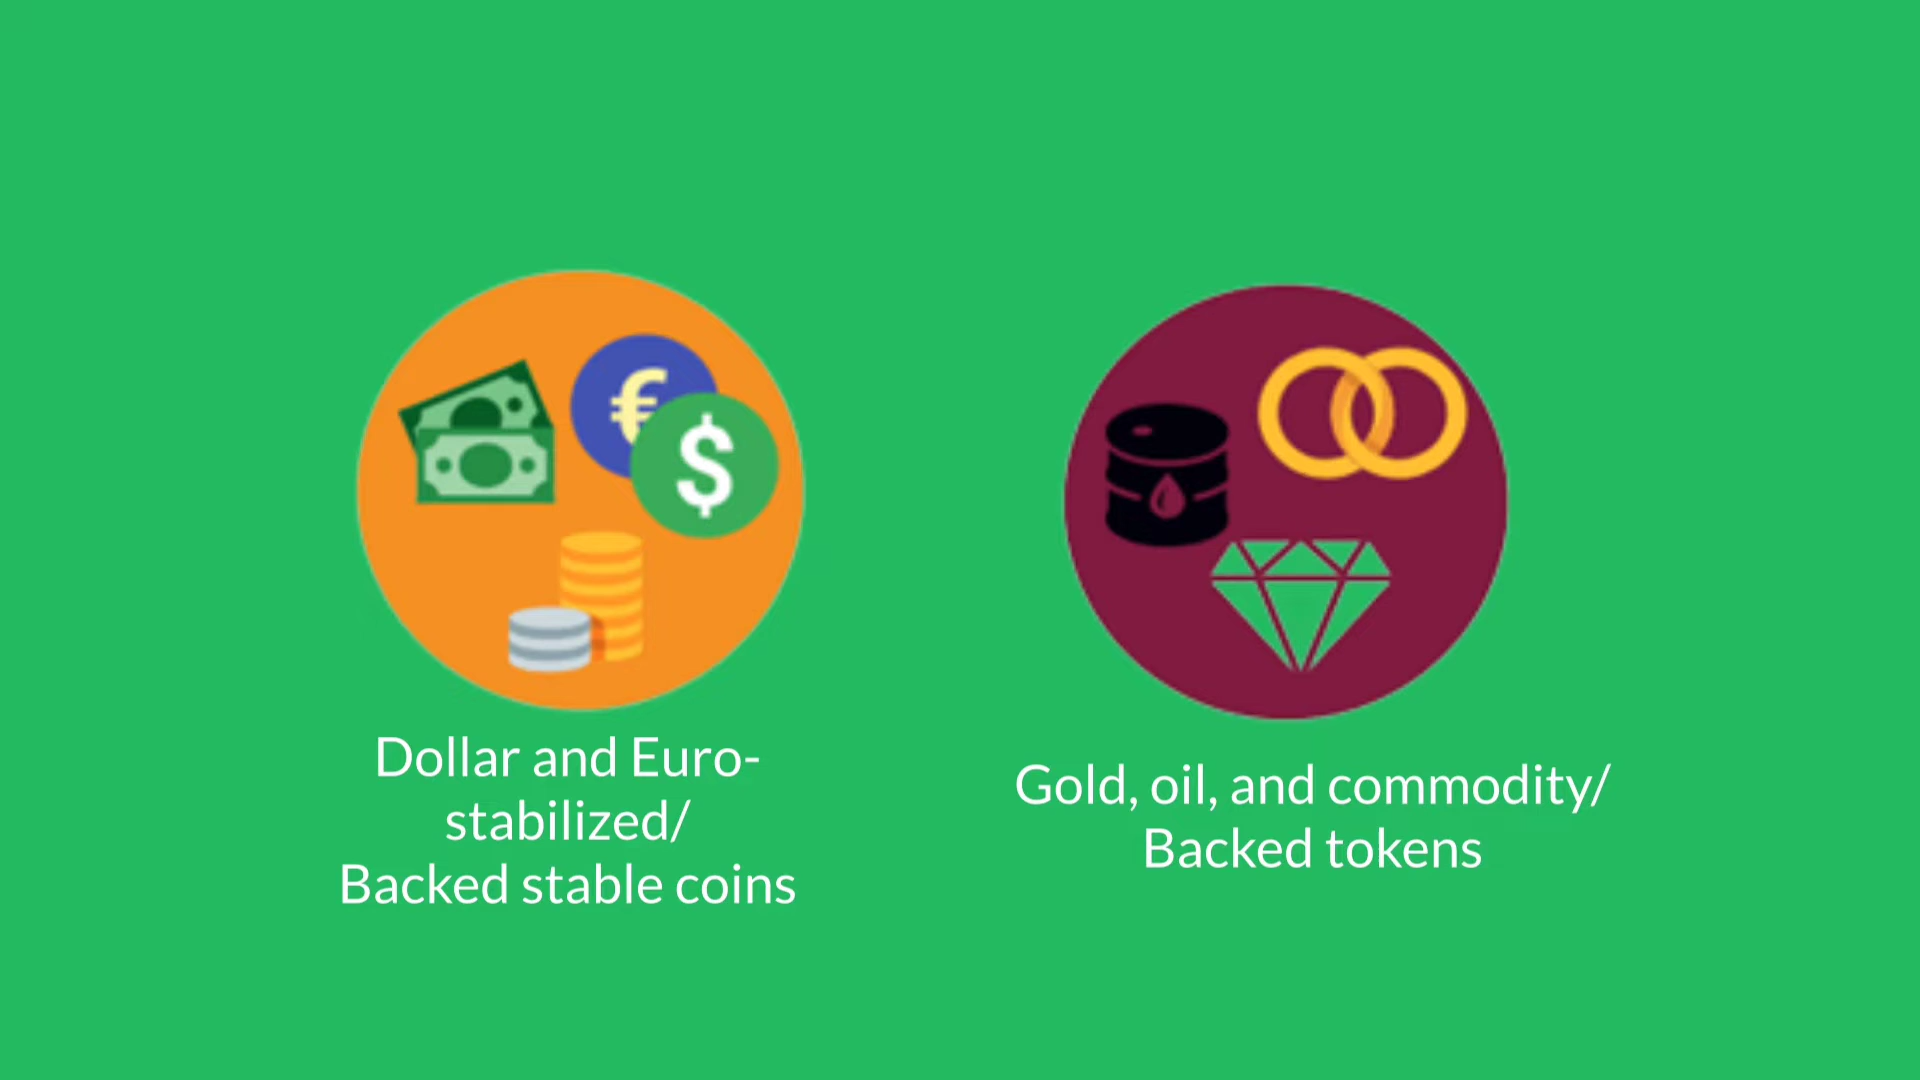 €
$
Dollar and Euro-
stabilized/
Backed stable coins
Gold, oil, and commodity/
Backed tokens